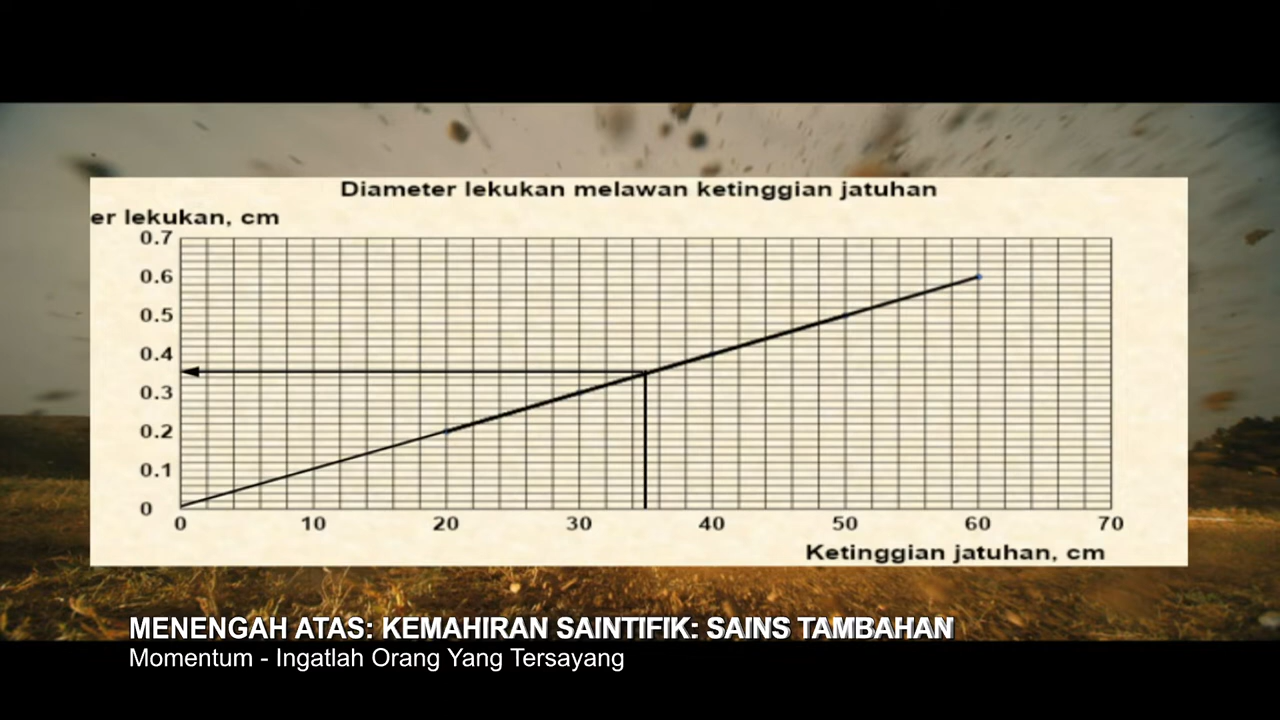 Diameter lekukan melawan ketinggian jatuhan
er lekukan, cm
0.7
0.6
0.5
0.4
0.3
0.2
0.1
0
0 10 20 30 40 50 60 70
Ketinggian jatuhan, cm
MENENGAH ATAS: KEMAHIRAN SAINTIFIK: SAINS TAMBAHAN
Momentum - Ingatlah Orang Yang Tersayang